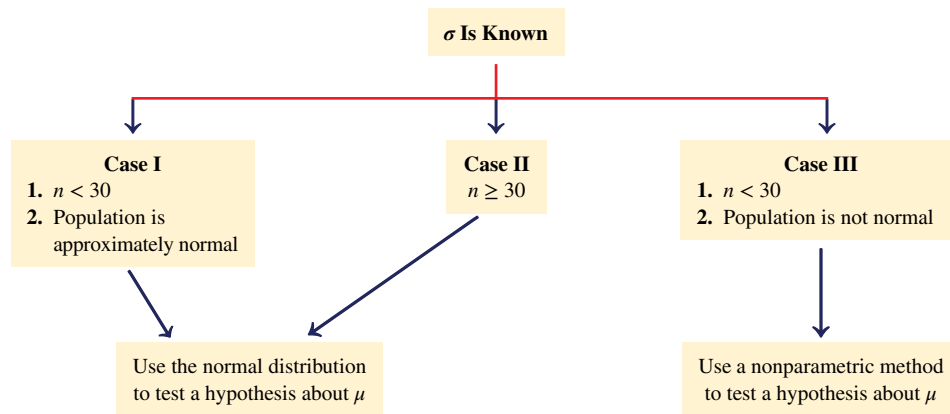 σ Is Known
Case I
1. n < 30
2. Population is
approximately normal
Case II
n ≥ 30
Case III
1. n < 30
2. Population is not normal
Use the normal distribution
to test a hypothesis about μ
Use a nonparametric method
to test a hypothesis about μ